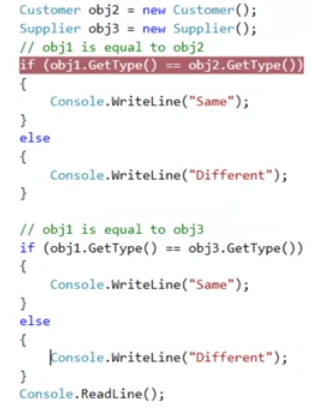 Customer obj2 = new Customer();
Supplier obj3 = new Supplier();
// obj1 is equal to obj2
if (obj1.GetType() == obj2.GetType())
{
Console.WriteLine("Same");
}
else
{
Console.WriteLine("Different");
}
// obj1 is equal to obj3
if (obj1.GetType() == obj3.GetType())
{
Console.WriteLine("Same");
}
else
{
Console.WriteLine("Different");
}
Console.ReadLine();